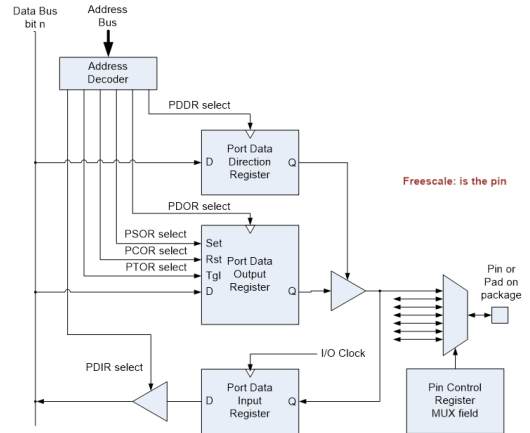 Data Bus
bit n
Address
Bus
Address
Decoder
PDDR select
Port Data
Direction
Register
D
Q
Freescale: is the pin
PDOR select
PSOR select
PCOR select
PTOR select
Set
Rst
Tgl
D
Port Data
Output
Register
Q
Pin or
Pad on
package
I/O Clock
PDIR select
D
Port Data
Input
Register
Q
Pin Control
Register
MUX field